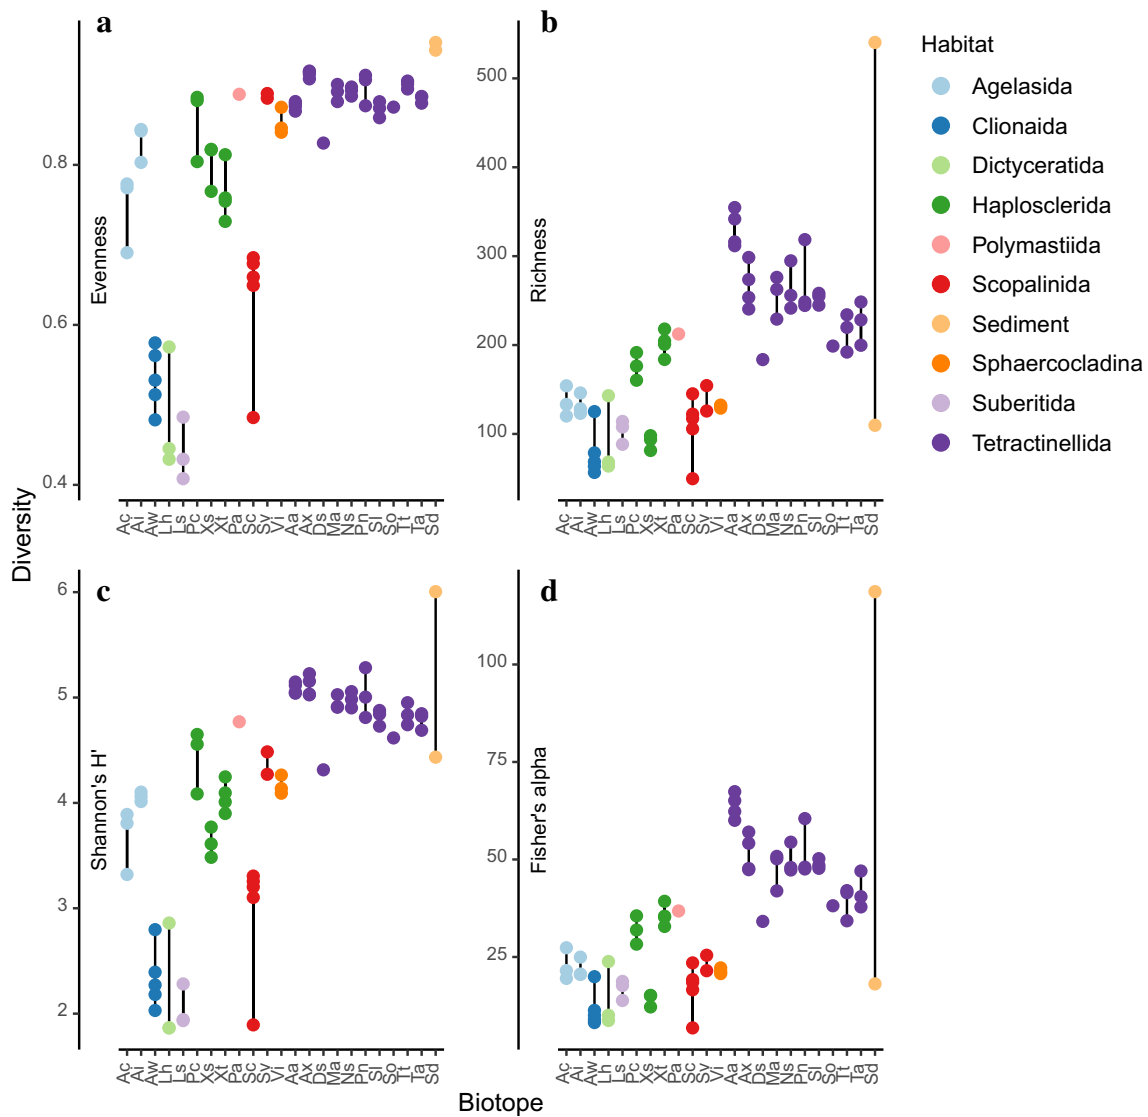 a
0.8
0.6
0.4
Evenness
Ac Ai Aw Lh Ls Pc Xs Xt Pa Sc Sy Vi Aa Ax Ds Ma Ns Pn Sl So Tt Ta Sd
b
500
400
300
200
100
Richness
Ac Ai Aw Lh Ls Pc Xs Xt Pa Sc Sy Vi Aa Ax Ds Ma Ns Pn Sl So Tt Ta Sd
Habitat
Agelasida
Clionaida
Dictyceratida
Haplosclerida
Polymastiida
Scopalinida
Sediment
Sphaercocladina
Suberitida
Tetractinellida
Diversity
c
6
5
4
3
2
Shannon's H'
Ac Ai Aw Lh Ls Pc Xs Xt Pa Sc Sy Vi Aa Ax Ds Ma Ns Pn Sl So Tt Ta Sd
d
100
75
50
25
Fisher's alpha
Ac Ai Aw Lh Ls Pc Xs Xt Pa Sc Sy Vi Aa Ax Ds Ma Ns Pn Sl So Tt Ta Sd
Biotope